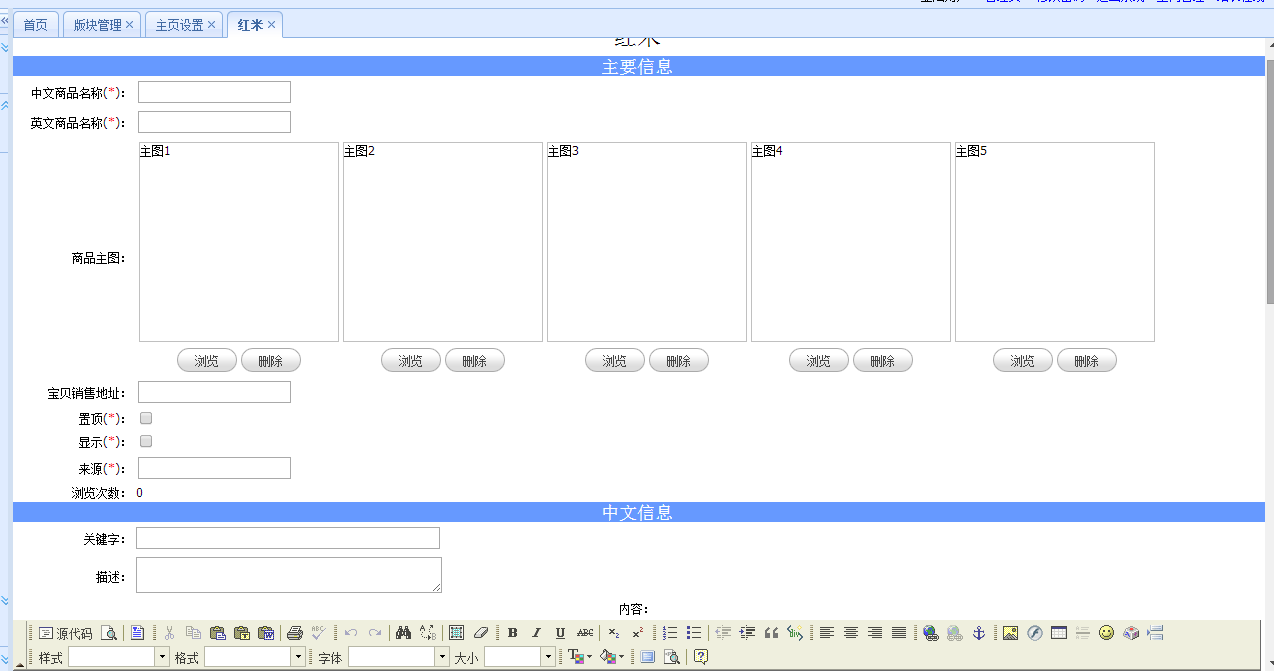 首页 版块管理 主页设置 红米
红米
主要信息
中文商品名称(*)：
英文商品名称(*)：
主图1 主图2 主图3 主图4 主图5
商品主图：
浏览 删除 浏览 删除 浏览 删除 浏览 删除 浏览 删除
宝贝销售地址：
置顶(*)：
显示(*)：
来源(*)：
浏览次数： 0
中文信息
关键字：
描述：
内容：
源代码
样式 格式 字体 大小